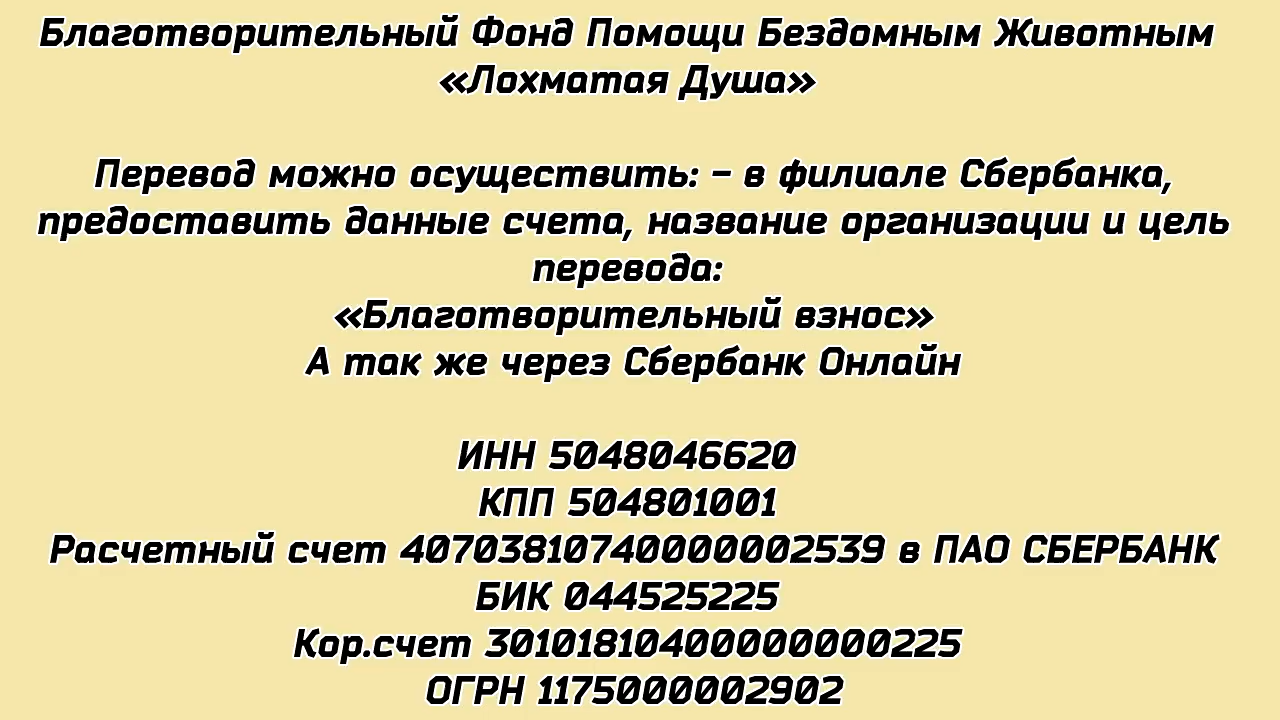 Благотворительный Фонд Помощи Бездомным Животным
«Лохматая Душа»
Перевод можно осуществить: – в филиале Сбербанка,
предоставить данные счета, название организации и цель
перевода:
«Благотворительный взнос»
А так же через Сбербанк Онлайн
ИНН 5048046620
КПП 504801001
Расчетный счет 40703810740000002539 в ПАО СБЕРБАНК
БИК 044525225
Кор.счет 30101810400000000225
ОГРН 1175000002902